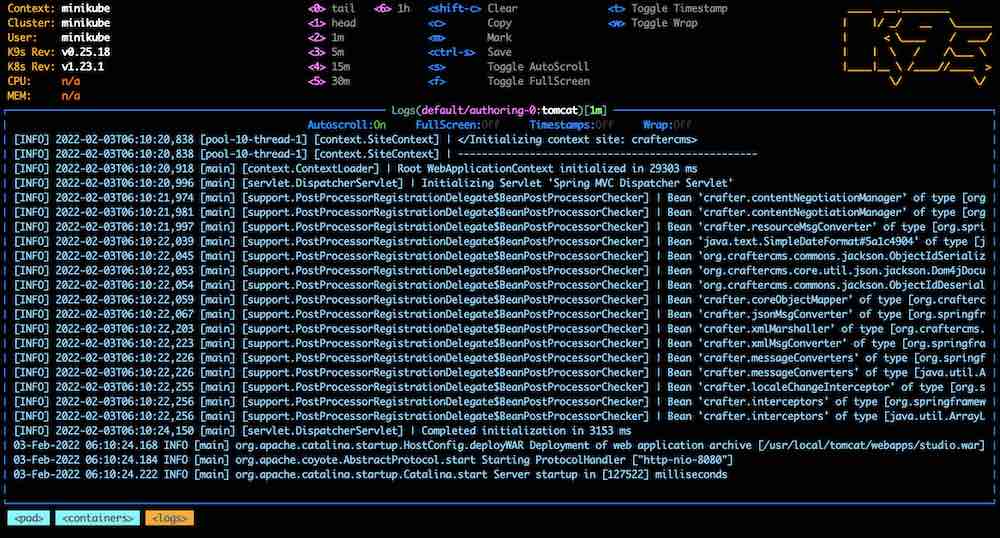 Context: minikube <0> tail <6> 1h <shift-c> Clear <t> Toggle Timestamp
Cluster: minikube <1> head <c> Copy <w> Toggle Wrap
User: minikube <2> 1m <m> Mark
K9s Rev: v0.25.18 <3> 5m <ctrl-s> Save
K8s Rev: v1.23.1 <4> 15m <s> Toggle AutoScroll
CPU: n/a <5> 30m <f> Toggle FullScreen
MEM: n/a
K9s
Logs(default/authoring-0:tomcat)[1m]
Autoscroll:On FullScreen:Off Timestamps:Off Wrap:Off
[INFO] 2022-02-03T06:10:20,838 [pool-10-thread-1] [context.SiteContext] | </Initializing context site: craftercms>
[INFO] 2022-02-03T06:10:20,838 [pool-10-thread-1] [context.SiteContext] | --------------------------------------------------
[INFO] 2022-02-03T06:10:20,918 [main] [context.ContextLoader] | Root WebApplicationContext initialized in 29303 ms
[INFO] 2022-02-03T06:10:20,996 [servlet.DispatcherServlet] | Initializing Servlet 'Spring MVC Dispatcher Servlet'
[INFO] 2022-02-03T06:10:21,974 [main] [support.PostProcessorRegistrationDelegate$BeanPostProcessorChecker] | Bean 'crafter.contentNegotiationManager' of type [org
[INFO] 2022-02-03T06:10:21,981 [main] [support.PostProcessorRegistrationDelegate$BeanPostProcessorChecker] | Bean 'crafter.contentNegotiationManager' of type [org
[INFO] 2022-02-03T06:10:21,997 [main] [support.PostProcessorRegistrationDelegate$BeanPostProcessorChecker] | Bean 'crafter.resourceMsgConverter' of type [org.spri
[INFO] 2022-02-03T06:10:22,039 [main] [support.PostProcessorRegistrationDelegate$BeanPostProcessorChecker] | Bean 'java.text.SimpleDateFormat#5a1c4904' of type [j
[INFO] 2022-02-03T06:10:22,045 [main] [support.PostProcessorRegistrationDelegate$BeanPostProcessorChecker] | Bean 'org.craftercms.commons.jackson.ObjectIdSerializ
[INFO] 2022-02-03T06:10:22,053 [main] [support.PostProcessorRegistrationDelegate$BeanPostProcessorChecker] | Bean 'org.craftercms.core.util.json.jackson.Dom4jDocu
[INFO] 2022-02-03T06:10:22,054 [main] [support.PostProcessorRegistrationDelegate$BeanPostProcessorChecker] | Bean 'org.craftercms.commons.jackson.ObjectIdDeserial
[INFO] 2022-02-03T06:10:22,059 [main] [support.PostProcessorRegistrationDelegate$BeanPostProcessorChecker] | Bean 'crafter.coreObjectMapper' of type [org.crafterc
[INFO] 2022-02-03T06:10:22,067 [main] [support.PostProcessorRegistrationDelegate$BeanPostProcessorChecker] | Bean 'crafter.jsonMsgConverter' of type [org.springfr
[INFO] 2022-02-03T06:10:22,203 [main] [support.PostProcessorRegistrationDelegate$BeanPostProcessorChecker] | Bean 'crafter.xmlMarshaller' of type [org.craftercms.
[INFO] 2022-02-03T06:10:22,223 [main] [support.PostProcessorRegistrationDelegate$BeanPostProcessorChecker] | Bean 'crafter.xmlMsgConverter' of type [org.springfra
[INFO] 2022-02-03T06:10:22,226 [main] [support.PostProcessorRegistrationDelegate$BeanPostProcessorChecker] | Bean 'crafter.messageConverters' of type [org.springf
[INFO] 2022-02-03T06:10:22,226 [main] [support.PostProcessorRegistrationDelegate$BeanPostProcessorChecker] | Bean 'crafter.messageConverters' of type [java.util.A
[INFO] 2022-02-03T06:10:22,255 [main] [support.PostProcessorRegistrationDelegate$BeanPostProcessorChecker] | Bean 'crafter.localeChangeInterceptor' of type [org.s
[INFO] 2022-02-03T06:10:22,256 [main] [support.PostProcessorRegistrationDelegate$BeanPostProcessorChecker] | Bean 'crafter.interceptors' of type [org.springframew
[INFO] 2022-02-03T06:10:22,256 [main] [support.PostProcessorRegistrationDelegate$BeanPostProcessorChecker] | Bean 'crafter.interceptors' of type [java.util.ArrayL
[INFO] 2022-02-03T06:10:24,150 [main] [servlet.DispatcherServlet] | Completed initialization in 3153 ms
03-Feb-2022 06:10:24.168 INFO [main] org.apache.catalina.startup.HostConfig.deployWAR Deployment of web application archive [/usr/local/tomcat/webapps/studio.war]
03-Feb-2022 06:10:24.184 INFO [main] org.apache.coyote.AbstractProtocol.start Starting ProtocolHandler ["http-nio-8080"]
03-Feb-2022 06:10:24.222 INFO [main] org.apache.catalina.startup.Catalina.start Server startup in [127522] milliseconds
<pod> <containers> <logs>